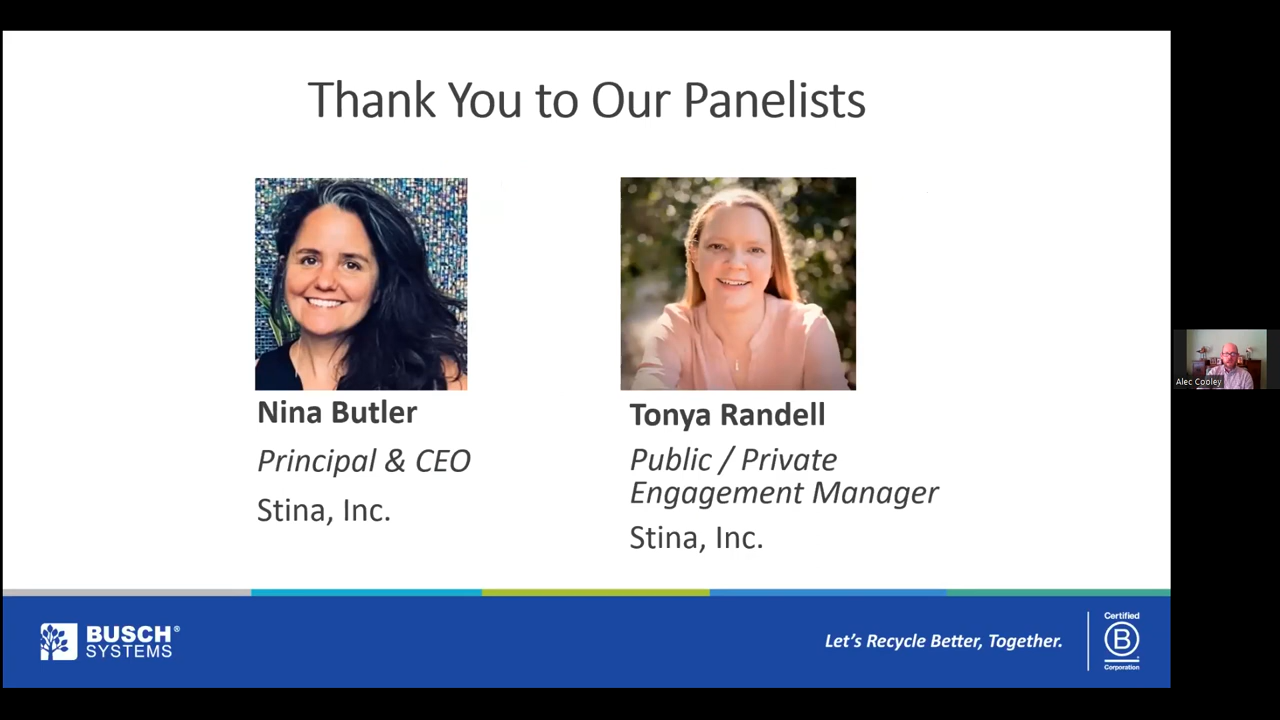 Thank You to Our Panelists
Nina Butler
Principal & CEO
Stina, Inc.
Tonya Randell
Public / Private
Engagement Manager
Stina, Inc.
Alec Cooley
BUSCH®
SYSTEMS
Let's Recycle Better, Together.
Certified
B
Corporation